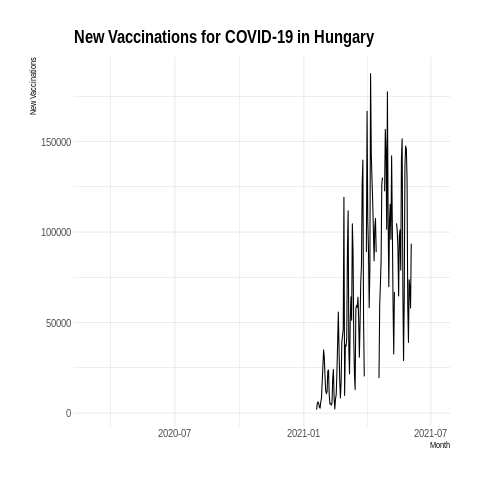 New Vaccinations for COVID-19 in Hungary
New Vaccinations
150000
100000
50000
0
2020-07
2021-01
2021-07
Month